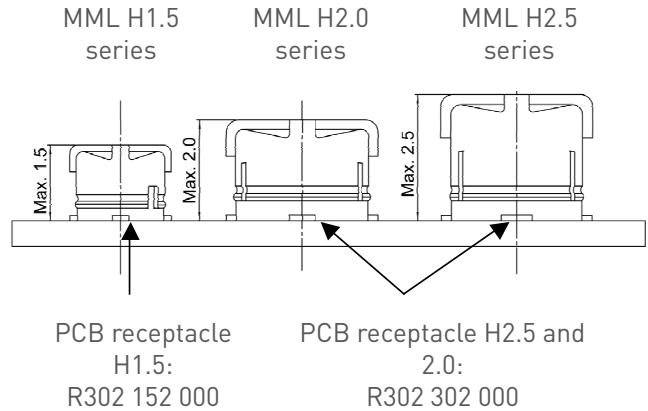 MML H1.5
series
MML H2.0
series
MML H2.5
series
Max. 1.5
Max. 2.0
Max. 2.5
PCB receptacle
H1.5:
R302 152 000
PCB receptacle H2.5 and
2.0:
R302 302 000